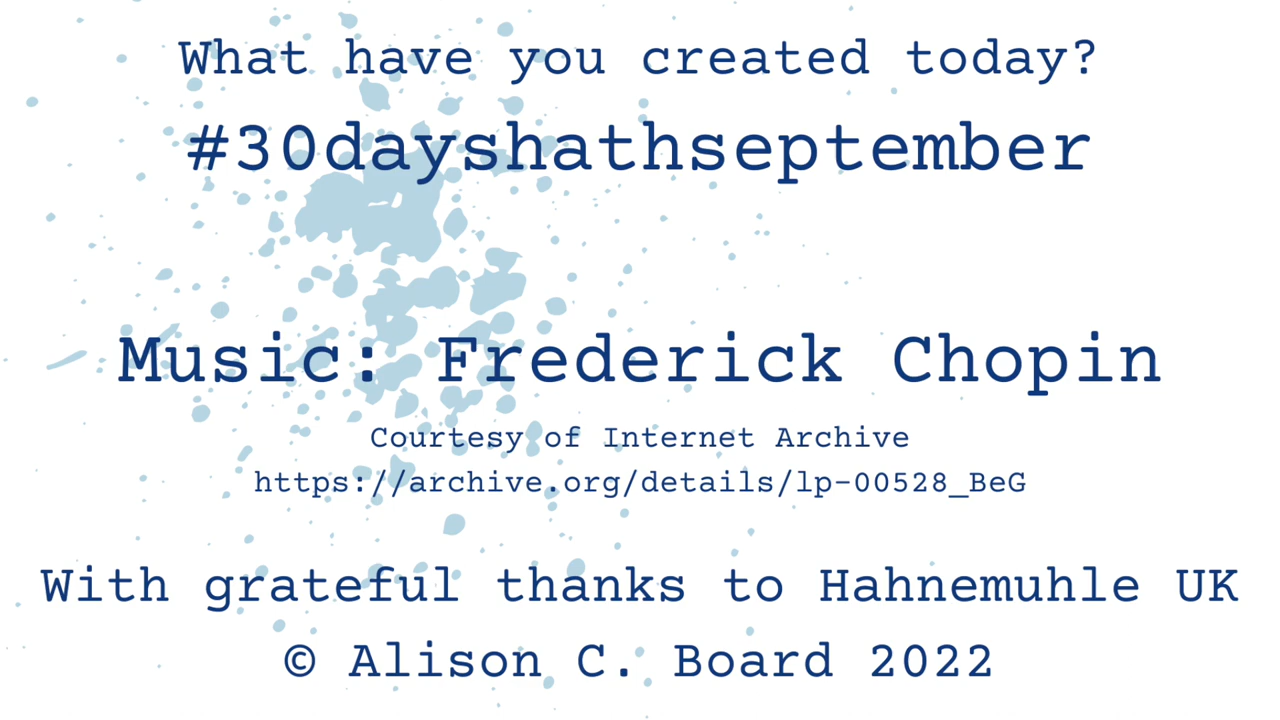 What have you created today?
#30dayshathseptember
Music: Frederick Chopin
Courtesy of Internet Archive
https://archive.org/details/lp-00528_BeG
With grateful thanks to Hahnemuhle UK
© Alison C. Board 2022